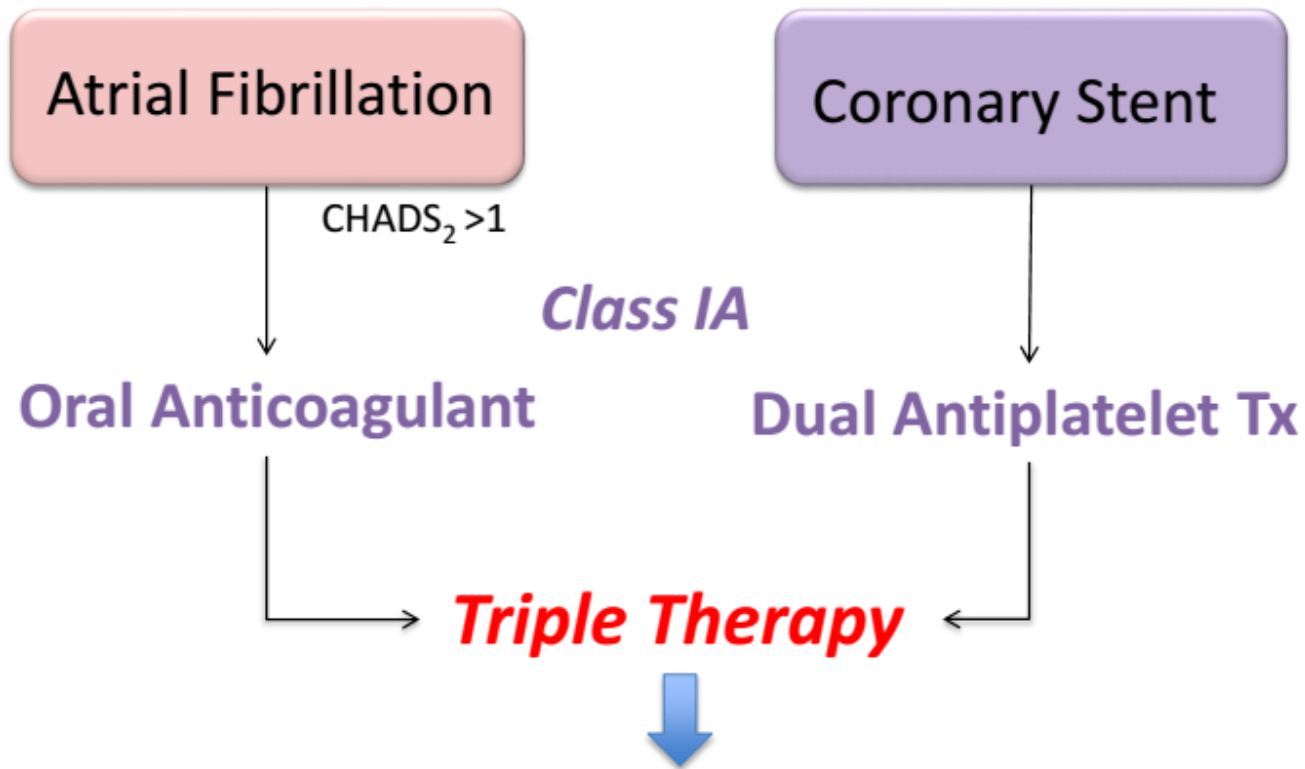 Atrial Fibrillation
Coronary Stent
CHADS₂ >1
Class IA
Oral Anticoagulant
Dual Antiplatelet Tx
Triple Therapy